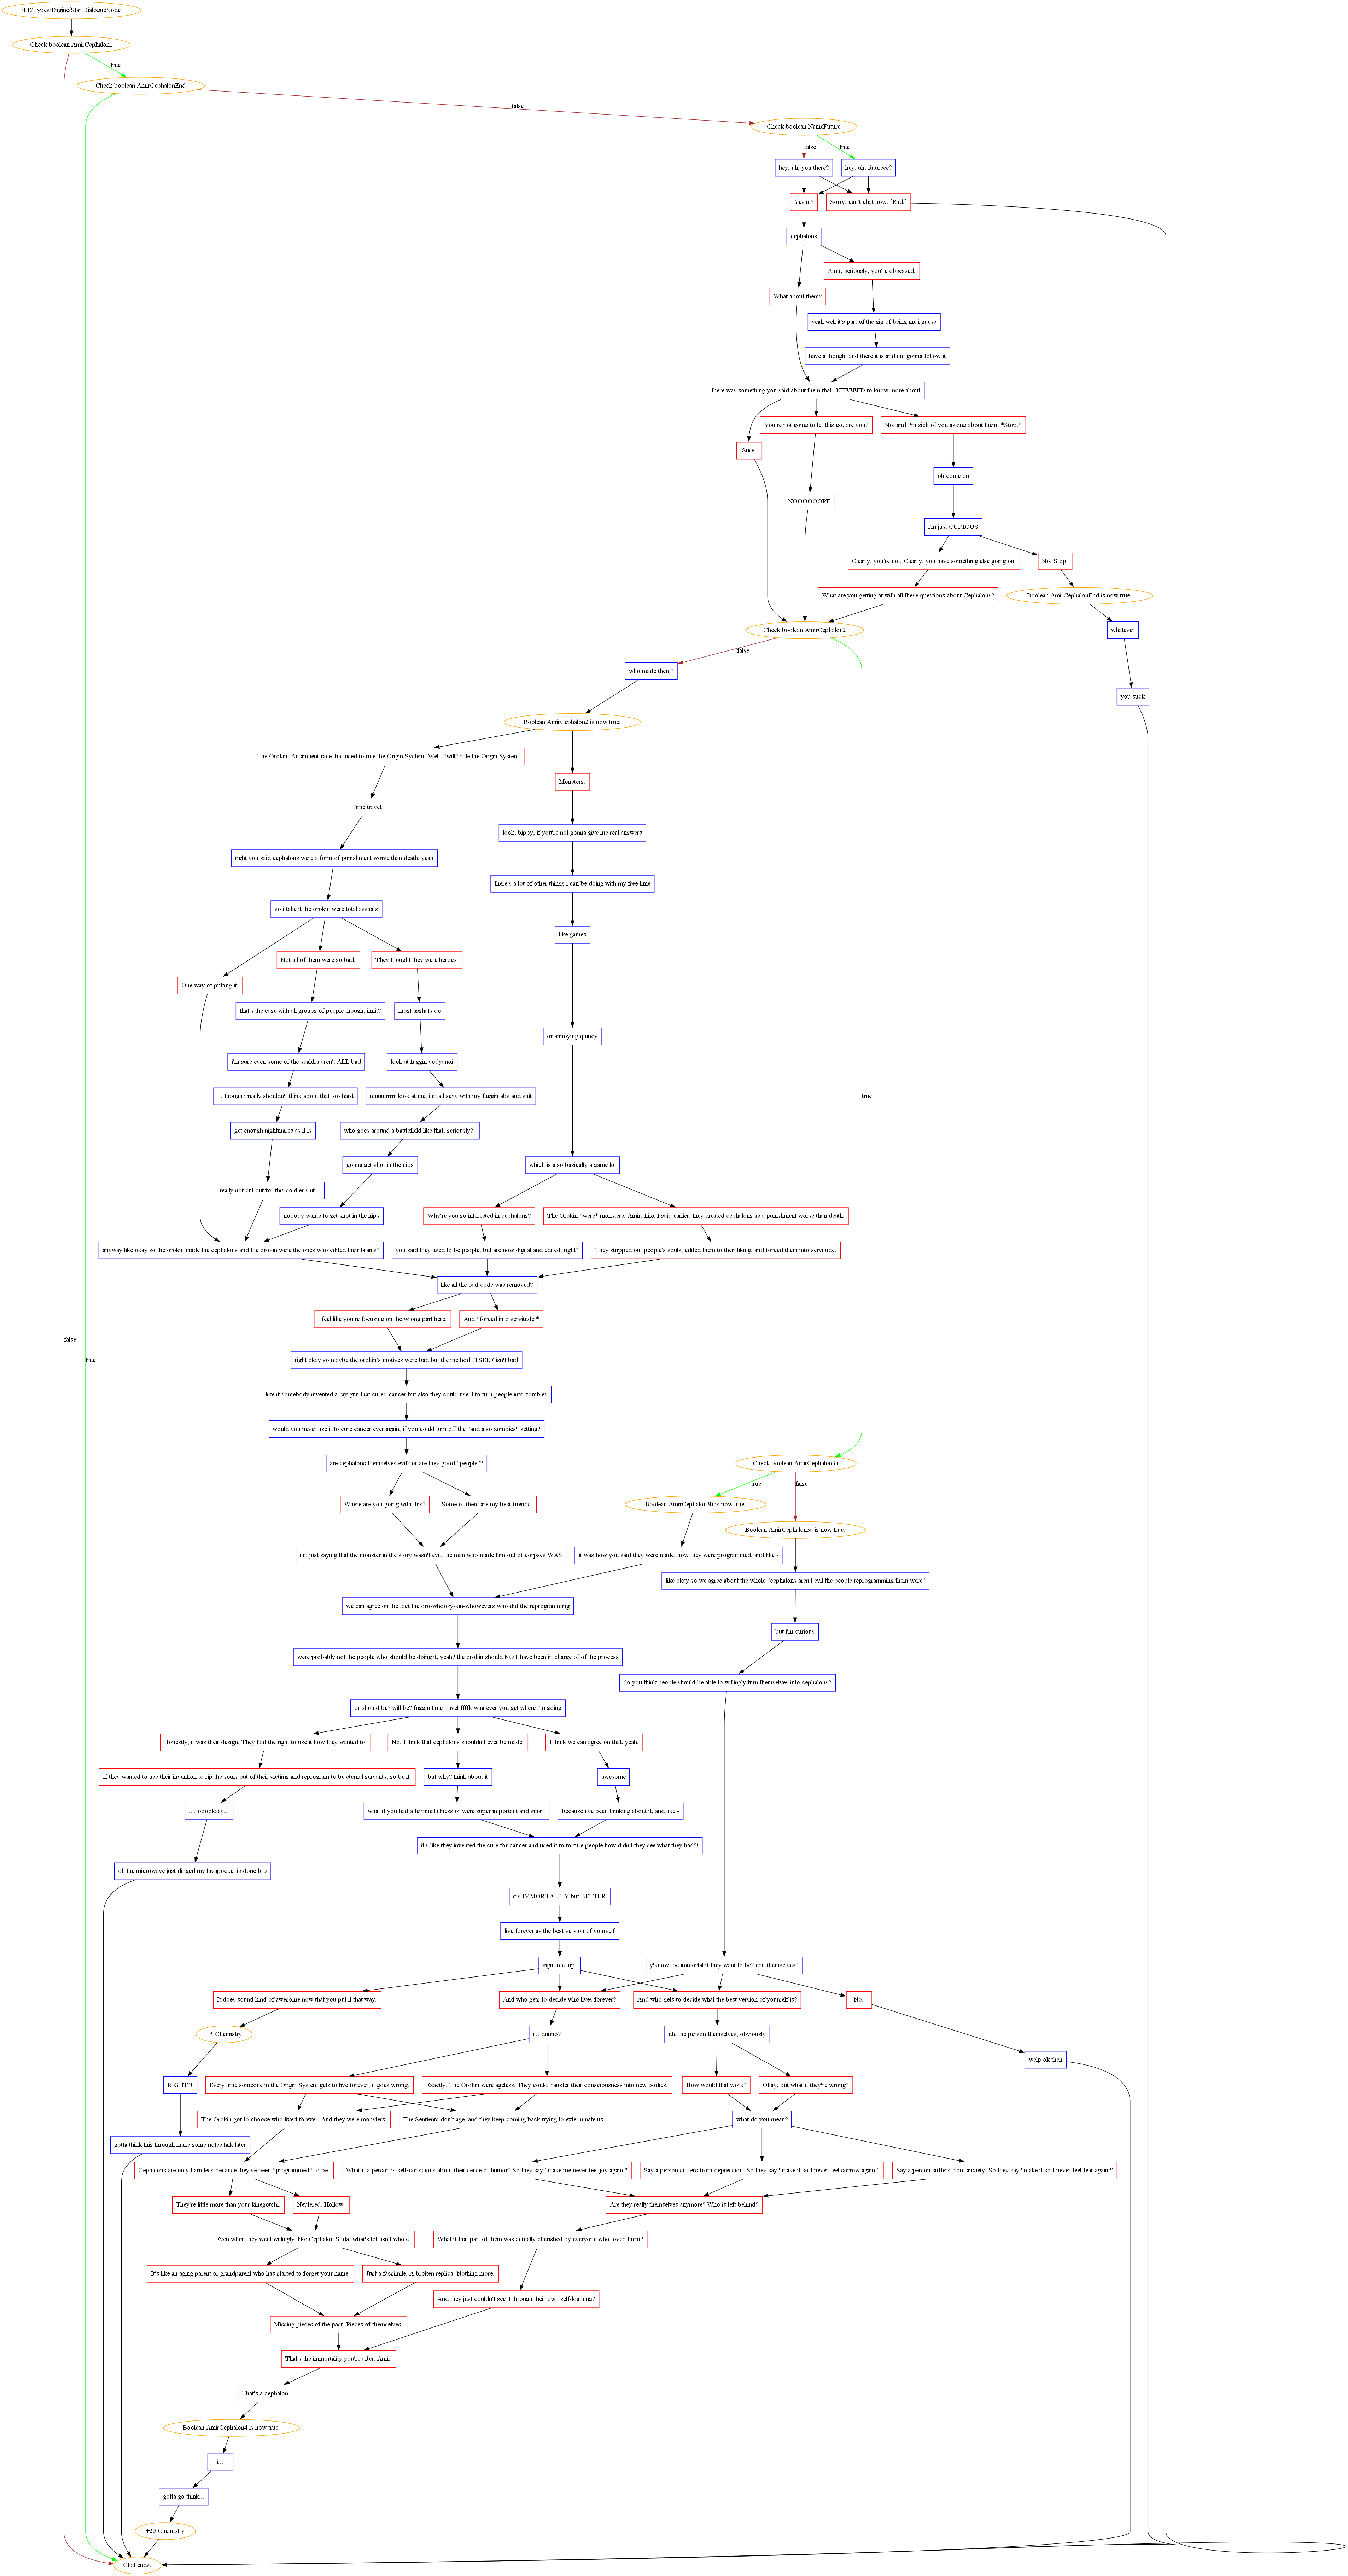 /EE/Types/Engine/StartDialogueNode
Check boolean AmirCephalon1
true
Check boolean AmirCephalonEnd
false
Check boolean NameFuture
false
true
hey, uh, you there?
hey, uh, futureee?
Yes'm?
Sorry, can't chat now. [End.]
cephalons
Amir, seriously, you're obsessed.
What about them?
yeah well it's part of the gig of being me i guess
have a thought and there it is and i'm gonna follow it
there was something you said about them that i NEEEEED to know more about
You're not going to let this go, are you?
No, and I'm sick of you asking about them. *Stop.*
Sure.
oh come on
NOOOOOOPE
i'm just CURIOUS
Clearly, you're not. Clearly, you have something else going on.
No. Stop.
What are you getting at with all these questions about Cephalons?
Boolean AmirCephalonEnd is now true.
Check boolean AmirCephalon2
whatever
false
who made them?
you suck
Boolean AmirCephalon2 is now true.
The Orokin. An ancient race that used to rule the Origin System. Well, *will* rule the Origin System.
Monsters.
Time travel.
look, bippy, if you're not gonna give me real answers
right you said cephalons were a form of punishment worse than death, yeah
there's a lot of other things i can be doing with my free time
so i take it the orokin were total asshats
like games
Not all of them were so bad.
They thought they were heroes.
One way of putting it.
that's the case with all groups of people though, innit?
most asshats do
or annoying quincy
i'm sure even some of the scaldra aren't ALL bad
look at fuggin vodyanoi
... though i really shouldn't think about that too hard
muuuurrrr look at me, i'm all sexy with my fuggin abs and shit
true
get enough nightmares as it is
who goes around a battlefield like that, seriously?!
gonna get shot in the nips
which is also basically a game lol
... really not cut out for this soldier shit...
nobody wants to get shot in the nips
Why're you so interested in cephalons?
The Orokin *were* monsters, Amir. Like I said earlier, they created cephalons as a punishment worse than death.
anyway like okay so the orokin made the cephalons and the orokin were the ones who edited their brains?
you said they used to be people, but are now digital and edited, right?
They stripped out people's souls, edited them to their liking, and forced them into servitude.
like all the bad code was removed?
I feel like you're focusing on the wrong part here.
And *forced into servitude.*
false
true
right okay so maybe the orokin's motives were bad but the method ITSELF isn't bad
like if somebody invented a ray gun that cured cancer but also they could use it to turn people into zombies
would you never use it to cure cancer ever again, if you could turn off the "and also zombies" setting?
are cephalons themselves evil? or are they good "people"?
Check boolean AmirCephalon3a
true
false
Where are you going with this?
Some of them are my best friends.
Boolean AmirCephalon3b is now true.
Boolean AmirCephalon3a is now true.
i'm just saying that the monster in the story wasn't evil, the man who made him out of corpses WAS
it was how you said they were made, how they were programmed, and like -
like okay so we agree about the whole "cephalons aren't evil the people reprogramming them were"
we can agree on the fact the oro-whoozy-kin-whowevers who did the reprogramming
but i'm curious
were probably not the people who should be doing it, yeah? the orokin should NOT have been in charge of of the process
do you think people should be able to willingly turn themselves into cephalons?
or should be? will be? fuggin time travel fffffk whatever you get where i'm going
Honestly, it was their design. They had the right to use it how they wanted to.
No. I think that cephalons shouldn't ever be made.
I think we can agree on that, yeah.
If they wanted to use their invention to rip the souls out of their victims and reprogram to be eternal servants, so be it.
but why? think about it
awesome
.... ooookaay...
what if you had a terminal illness or were super important and smart
because i've been thinking about it, and like -
it's like they invented the cure for cancer and used it to torture people how didn't they see what they had?!
oh the microwave just dinged my lavapocket is done brb
it's IMMORTALITY but BETTER
live forever as the best version of yourself
sign. me. up.
y'know, be immortal if they want to be? edit themselves?
It does sound kind of awesome now that you put it that way.
And who gets to decide who lives forever?
And who gets to decide what the best version of yourself is?
No.
+5 Chemistry
i... dunno?
uh, the person themselves, obviously
welp ok then
RIGHT?!
Every time someone in the Origin System gets to live forever, it goes wrong.
Exactly. The Orokin were ageless. They could transfer their consciousness into new bodies.
How would that work?
Okay, but what if they're wrong?
The Orokin got to choose who lived forever. And they were monsters.
The Sentients don't age, and they keep coming back trying to exterminate us.
what do you mean?
gotta think this through make some notes talk later
Cephalons are only harmless because they've been *programmed* to be.
What if a person is self-conscious about their sense of humor? So they say "make me never feel joy again."
Say a person suffers from depression. So they say "make it so I never feel sorrow again."
Say a person suffers from anxiety. So they say "make it so I never feel fear again."
They're little more than your kinegotchi.
Neutered. Hollow.
Are they really themselves anymore? Who is left behind?
Even when they went willingly, like Cephalon Suda, what's left isn't whole.
What if that part of them was actually cherished by everyone who loved them?
It's like an aging parent or grandparent who has started to forget your name.
Just a facsimile. A broken replica. Nothing more.
And they just couldn't see it through their own self-loathing?
Missing pieces of the past. Pieces of themselves.
That's the immortality you're after, Amir.
That's a cephalon.
Boolean AmirCephalon4 is now true.
i...
gotta go think...
+20 Chemistry
Chat ends.